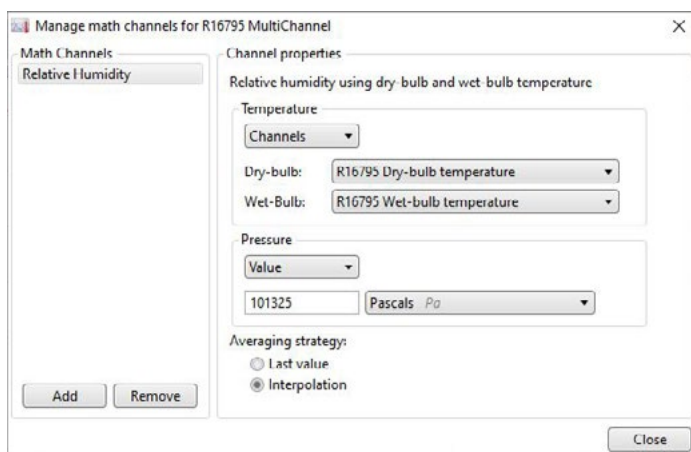 Manage math channels for R16795 MultiChannel
Math Channels
Relative Humidity
Add
Remove
Channel properties
Relative humidity using dry-bulb and wet-bulb temperature
Temperature
Channels
Dry-bulb: R16795 Dry-bulb temperature
Wet-Bulb: R16795 Wet-bulb temperature
Pressure
Value
101325 Pascals Pa
Averaging strategy:
Last value
Interpolation
Close